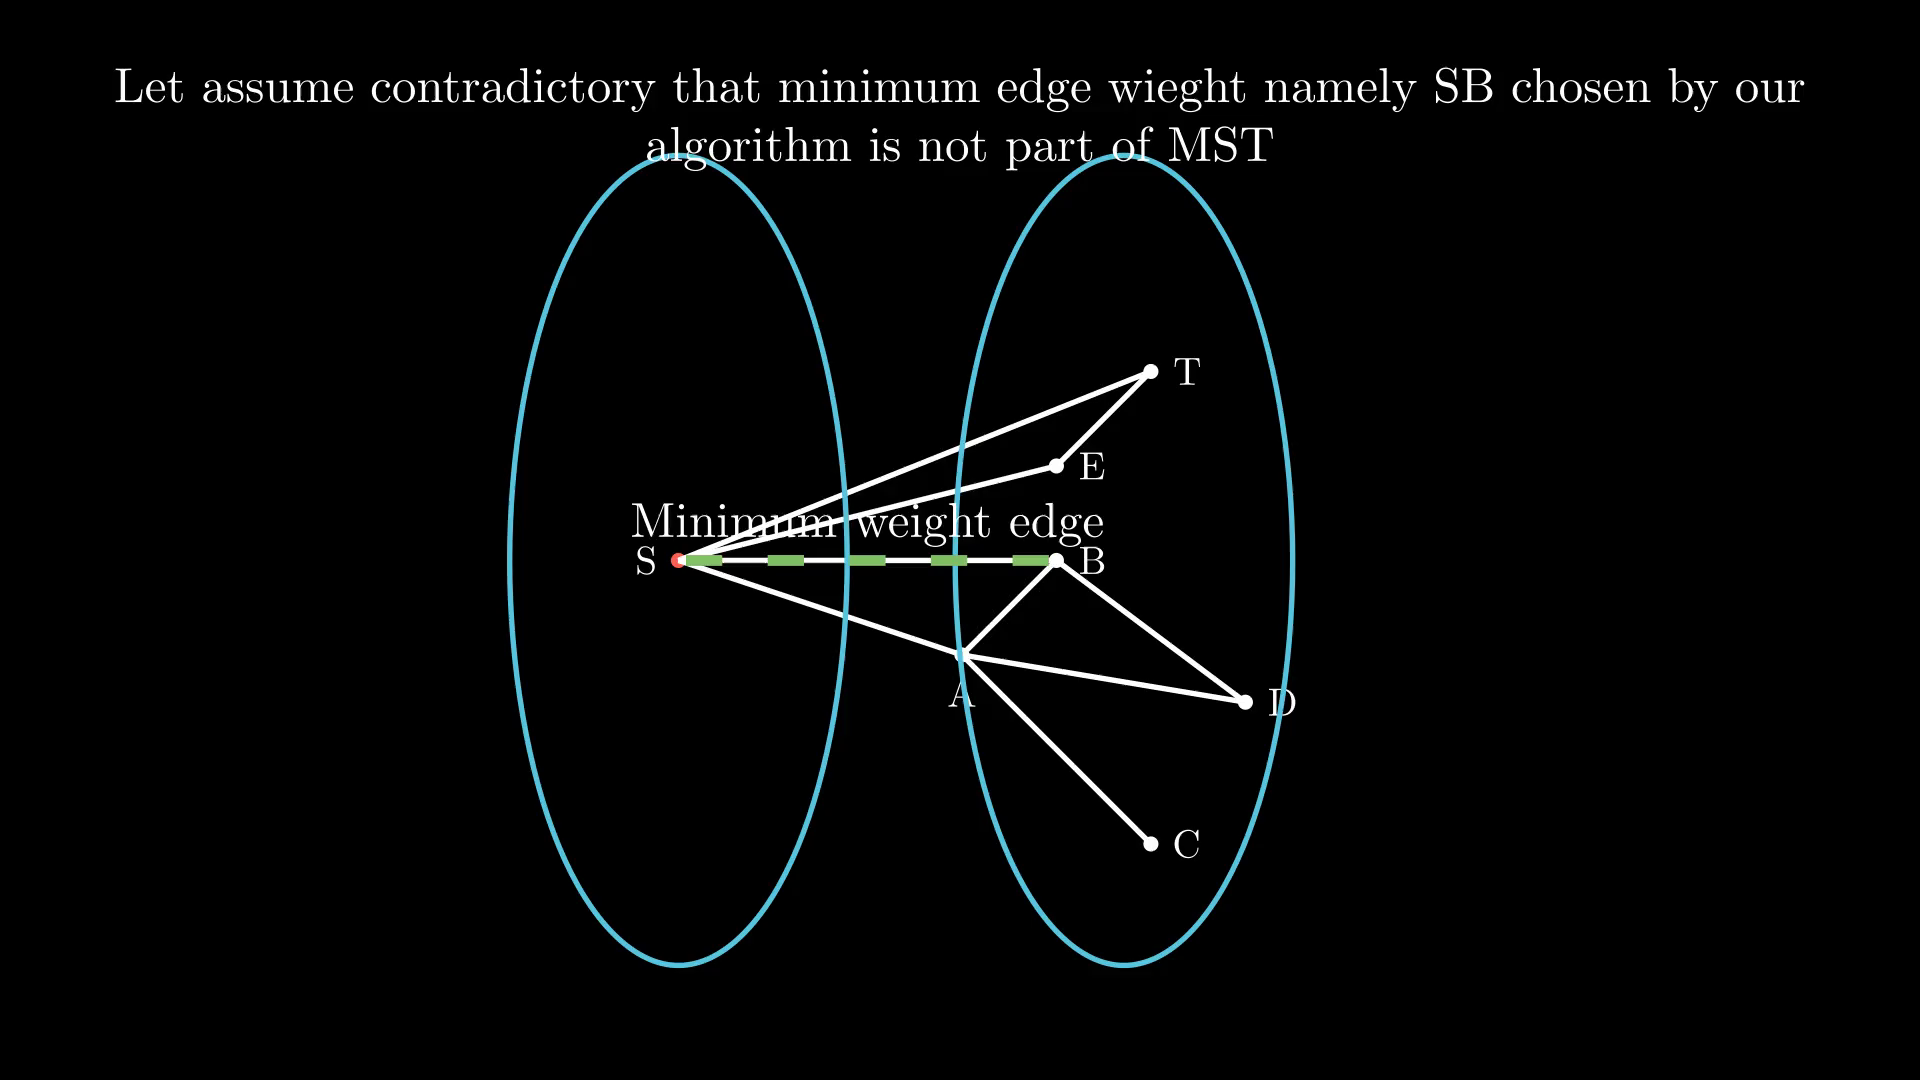 Let assume contradictory that minimum edge wieght namely SB chosen by our
algorithm is not part of MST
T
E
Minimum weight edge
S
B
A
D
C